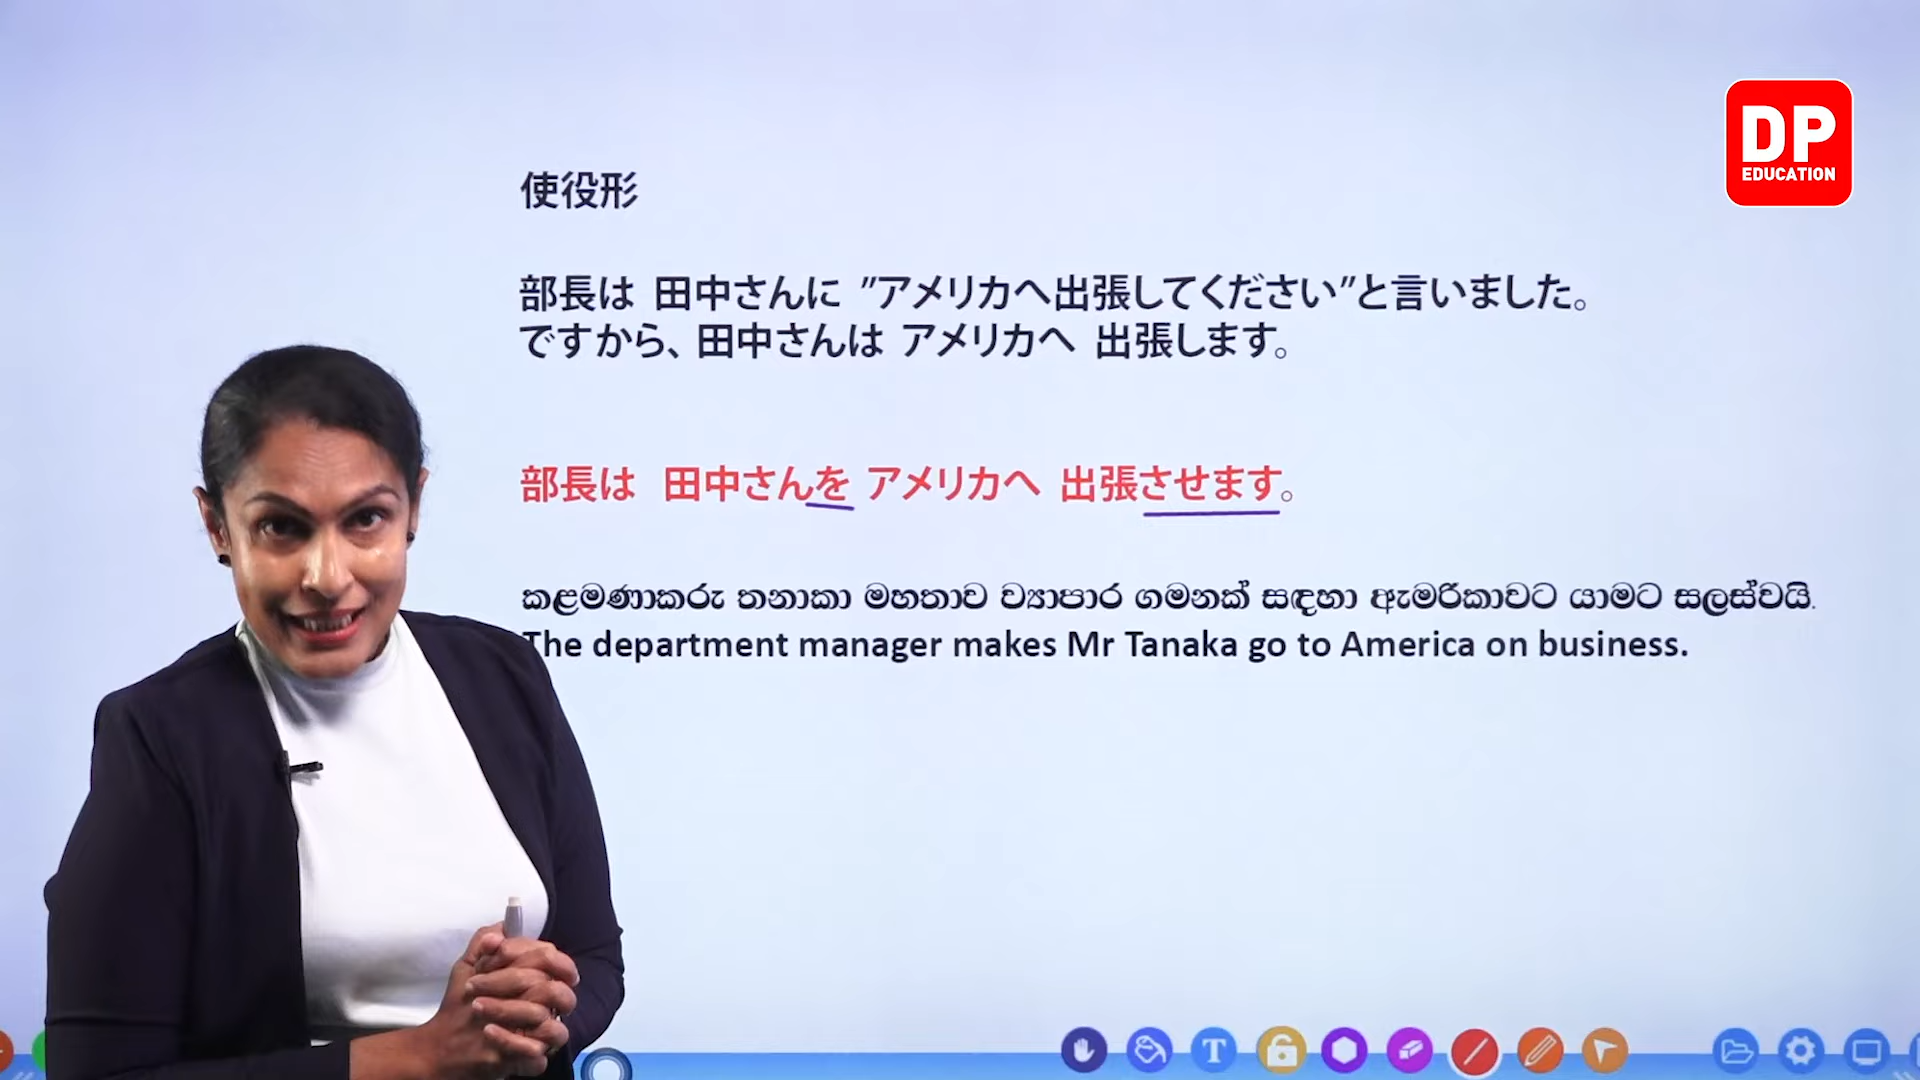 DP
EDUCATION
使役形
部長は 田中さんに ”アメリカへ出張してください”と言いました。
ですから、田中さんは アメリカへ 出張します。
部長は 田中さんを アメリカへ 出張させます。
කළමණාකරු තනාකා මහතාව ව්‍යාපාර ගමනක් සඳහා ඇමරිකාවට යාමට සලස්වයි.
The department manager makes Mr Tanaka go to America on business.
T